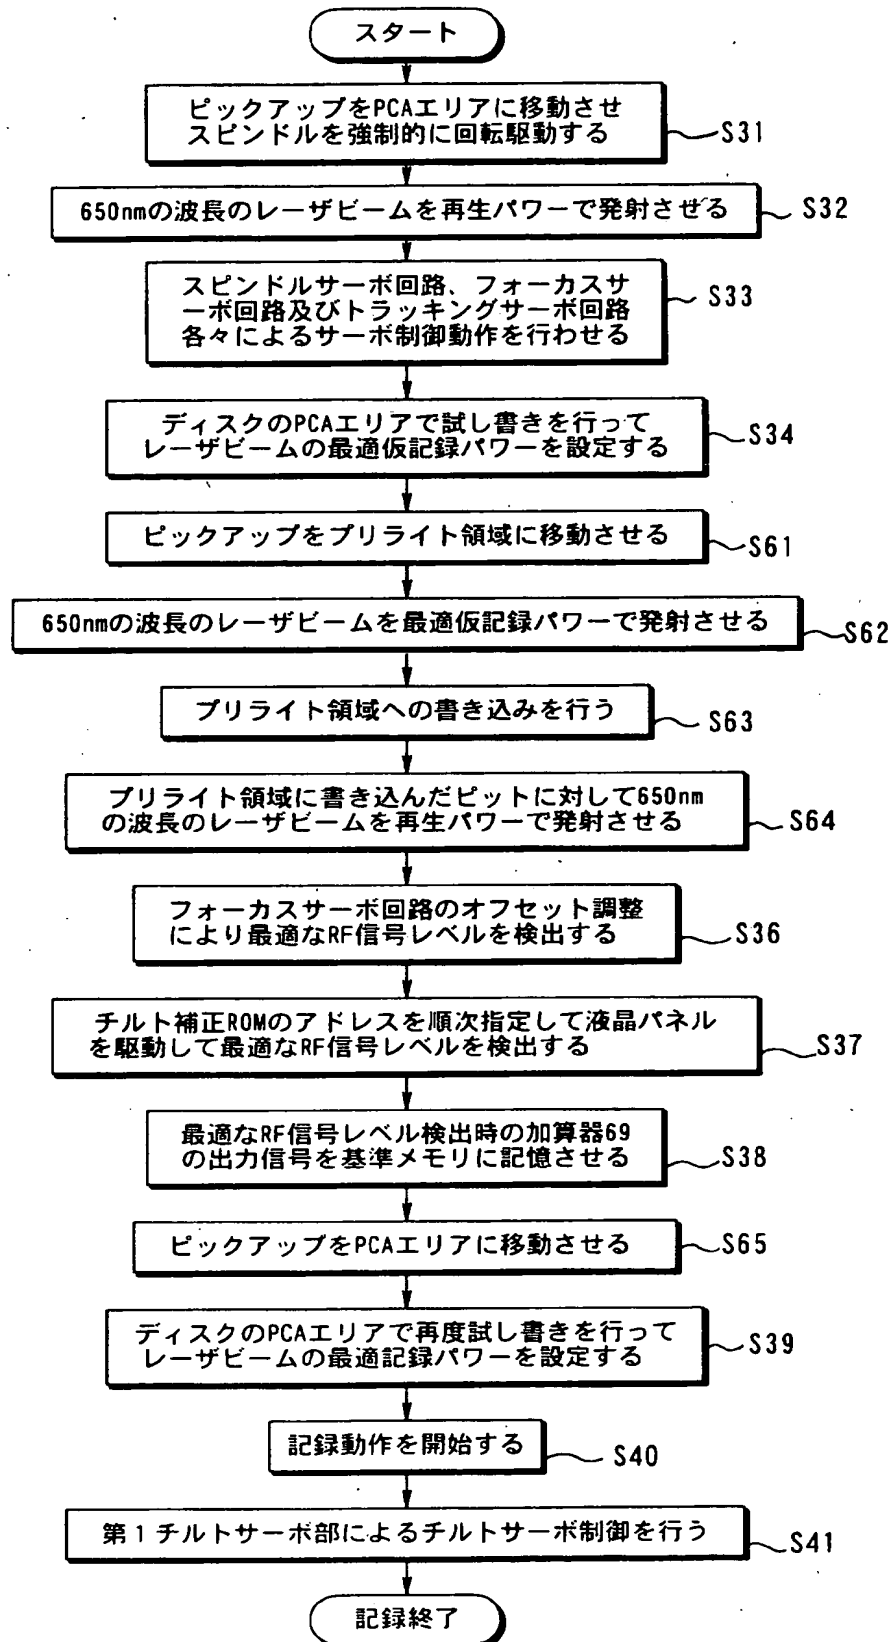 スタート
ピックアップをPCAエリアに移動させ
スピンドルを強制的に回転駆動する
S31
650nmの波長のレーザビームを再生パワーで発射させる
S32
スピンドルサーボ回路、フォーカスサ
ーボ回路及びトラッキングサーボ回路
各々によるサーボ制御動作を行わせる
S33
ディスクのPCAエリアで試し書きを行って
レーザビームの最適仮記録パワーを設定する
S34
ピックアップをプリライト領域に移動させる
S61
650nmの波長のレーザビームを最適仮記録パワーで発射させる
S62
プリライト領域への書き込みを行う
S63
プリライト領域に書き込んだピットに対して650nm
の波長のレーザビームを再生パワーで発射させる
S64
フォーカスサーボ回路のオフセット調整
により最適なRF信号レベルを検出する
S36
チルト補正ROMのアドレスを順次指定して液晶パネル
を駆動して最適なRF信号レベルを検出する
S37
最適なRF信号レベル検出時の加算器69
の出力信号を基準メモリに記憶させる
S38
ピックアップをPCAエリアに移動させる
S65
ディスクのPCAエリアで再度試し書きを行って
レーザビームの最適記録パワーを設定する
S39
記録動作を開始する
S40
第1チルトサーボ部によるチルトサーボ制御を行う
S41
記録終了